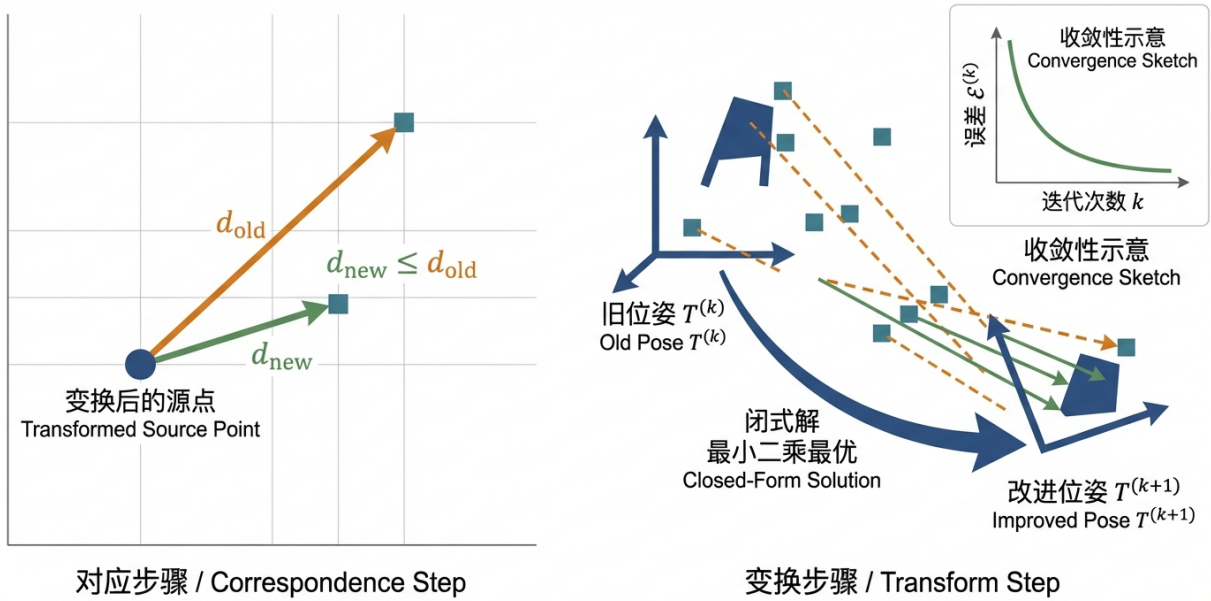 d_old
d_new ≤ d_old
d_new
变换后的源点
Transformed Source Point
对应步骤 / Correspondence Step
收敛性示意
Convergence Sketch
误差 ℰ^(k)
迭代次数 k
收敛性示意
Convergence Sketch
旧位姿 T^(k)
Old Pose T^(k)
闭式解
最小二乘最优
Closed-Form Solution
改进位姿 T^(k+1)
Improved Pose T^(k+1)
变换步骤 / Transform Step